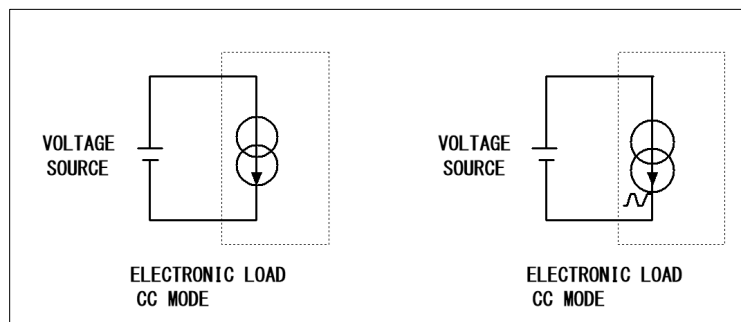 VOLTAGE
SOURCE
ELECTRONIC LOAD
CC MODE
VOLTAGE
SOURCE
ELECTRONIC LOAD
CC MODE